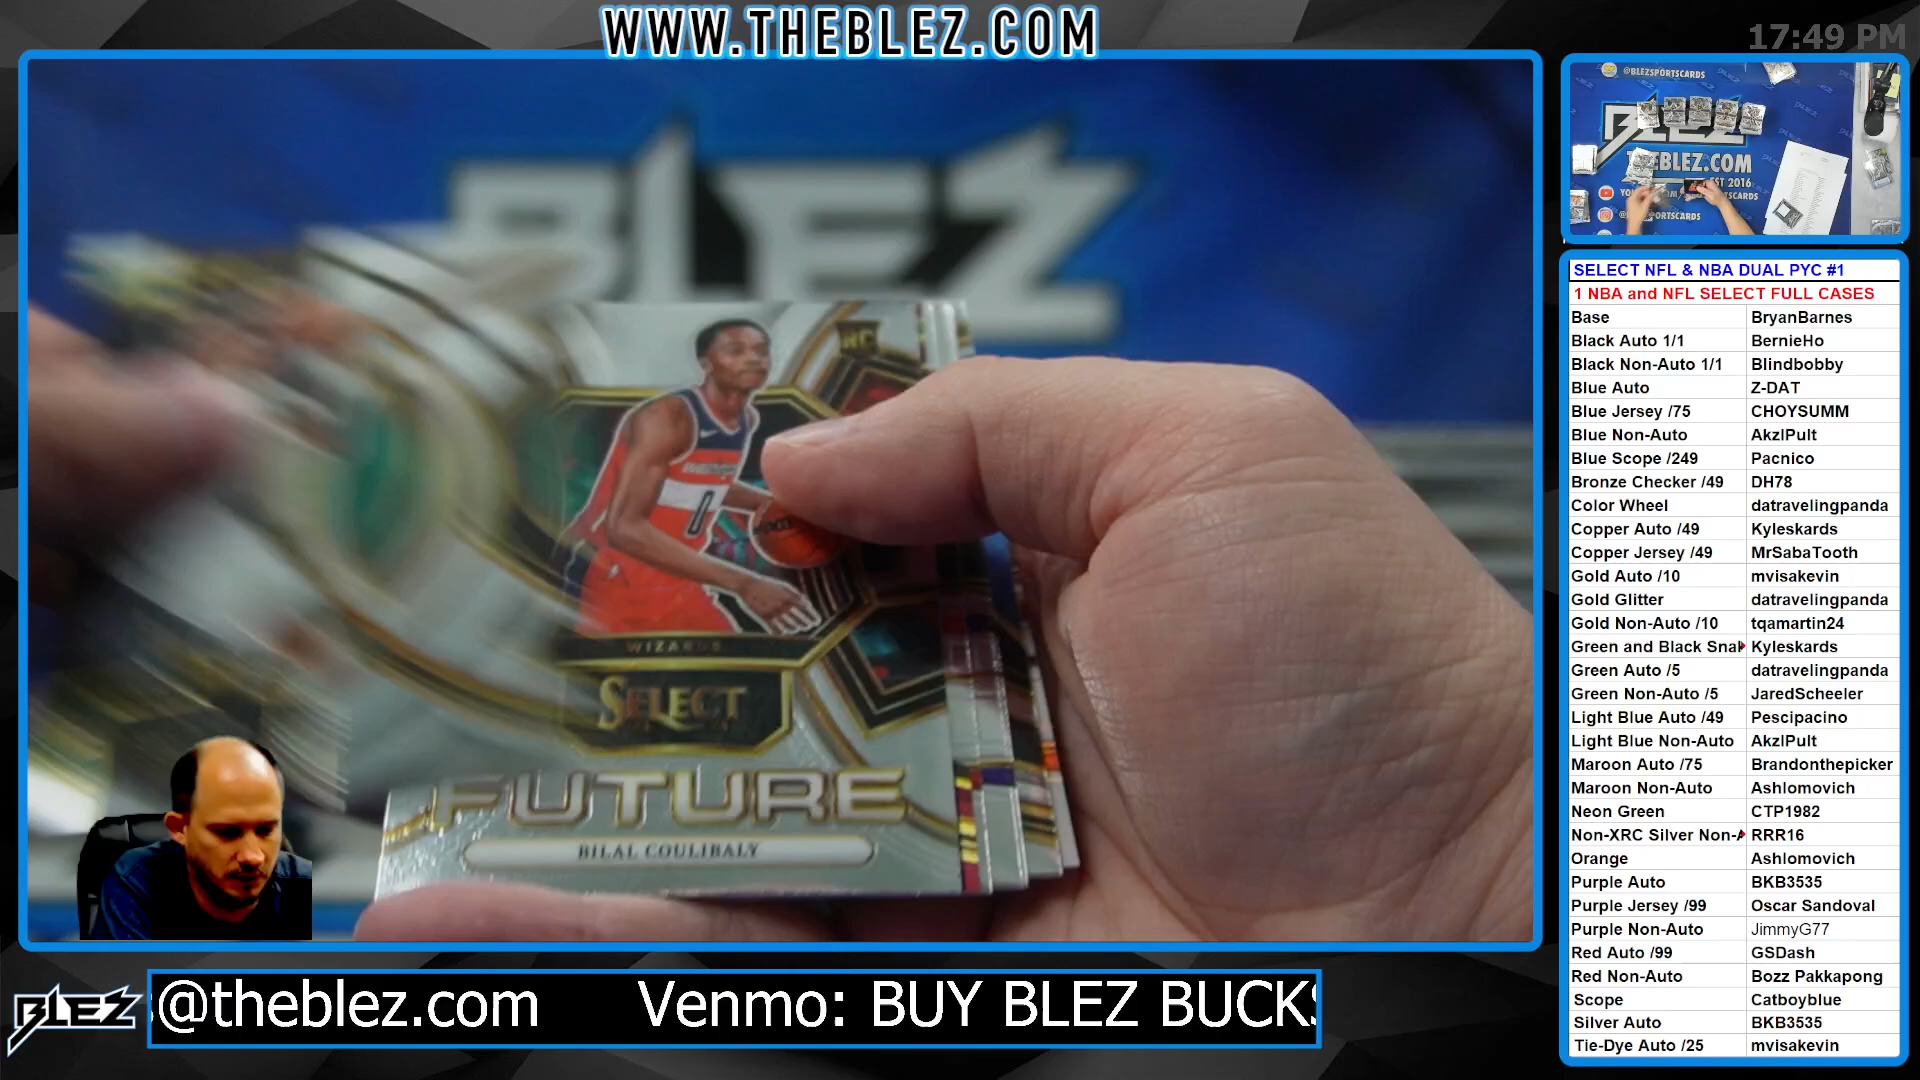 WWW.THEBLEZ.COM
17:49 PM
BLEZ
@BLEZSPORTSCARDS
BLEZ
THEBLEZ.COM
EST 2016
RC
0
WIZARDS
SELECT
FUTURE
BILAL COULIBALY
SELECT NFL & NBA DUAL PYC #1
1 NBA and NFL SELECT FULL CASES
Base BryanBarnes
Black Auto 1/1 BernieHo
Black Non-Auto 1/1 Blindbobby
Blue Auto Z-DAT
Blue Jersey /75 CHOYSUMM
Blue Non-Auto AkzlPult
Blue Scope /249 Pacnico
Bronze Checker /49 DH78
Color Wheel datravelingpanda
Copper Auto /49 Kyleskards
Copper Jersey /49 MrSabaTooth
Gold Auto /10 mvisakevin
Gold Glitter datravelingpanda
Gold Non-Auto /10 tqamartin24
Green and Black Snal Kyleskards
Green Auto /5 datravelingpanda
Green Non-Auto /5 JaredScheeler
Light Blue Auto /49 Pescipacino
Light Blue Non-Auto AkzlPult
Maroon Auto /75 Brandonthepicker
Maroon Non-Auto Ashlomovich
Neon Green CTP1982
Non-XRC Silver Non-A RRR16
Orange Ashlomovich
Purple Auto BKB3535
Purple Jersey /99 Oscar Sandoval
Purple Non-Auto JimmyG77
Red Auto /99 GSDash
Red Non-Auto Bozz Pakkapong
Scope Catboyblue
Silver Auto BKB3535
Tie-Dye Auto /25 mvisakevin
BLEZ
@theblez.com Venmo: BUY BLEZ BUCKS